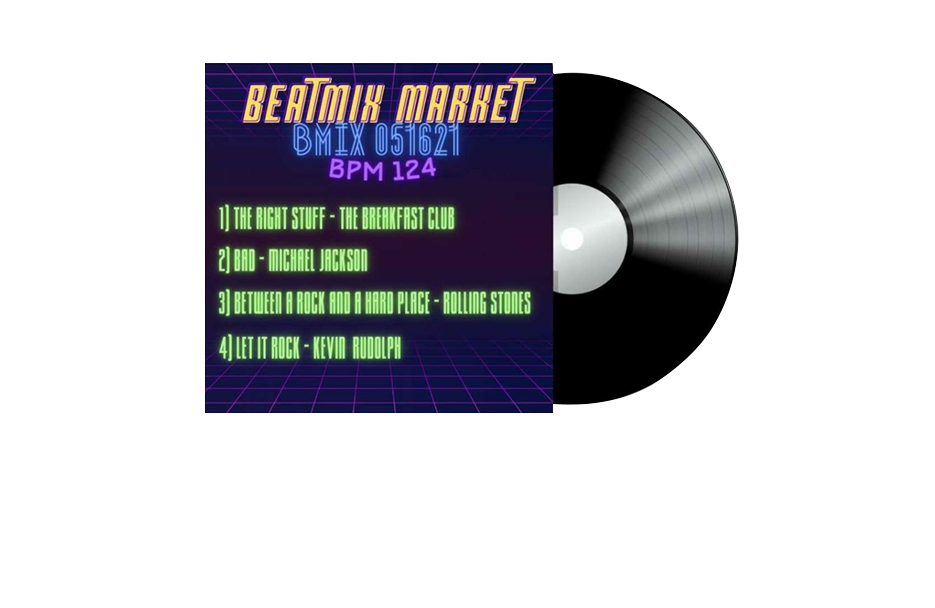 BEATMIX MARKET
BMIX 051621
BPM 124
1) THE RIGHT STUFF - THE BREAKFAST CLUB
2) BAD - MICHAEL JACKSON
3) BETWEEN A ROCK AND A HARD PLACE - ROLLING STONES
4) LET IT ROCK - KEVIN RUDOLPH